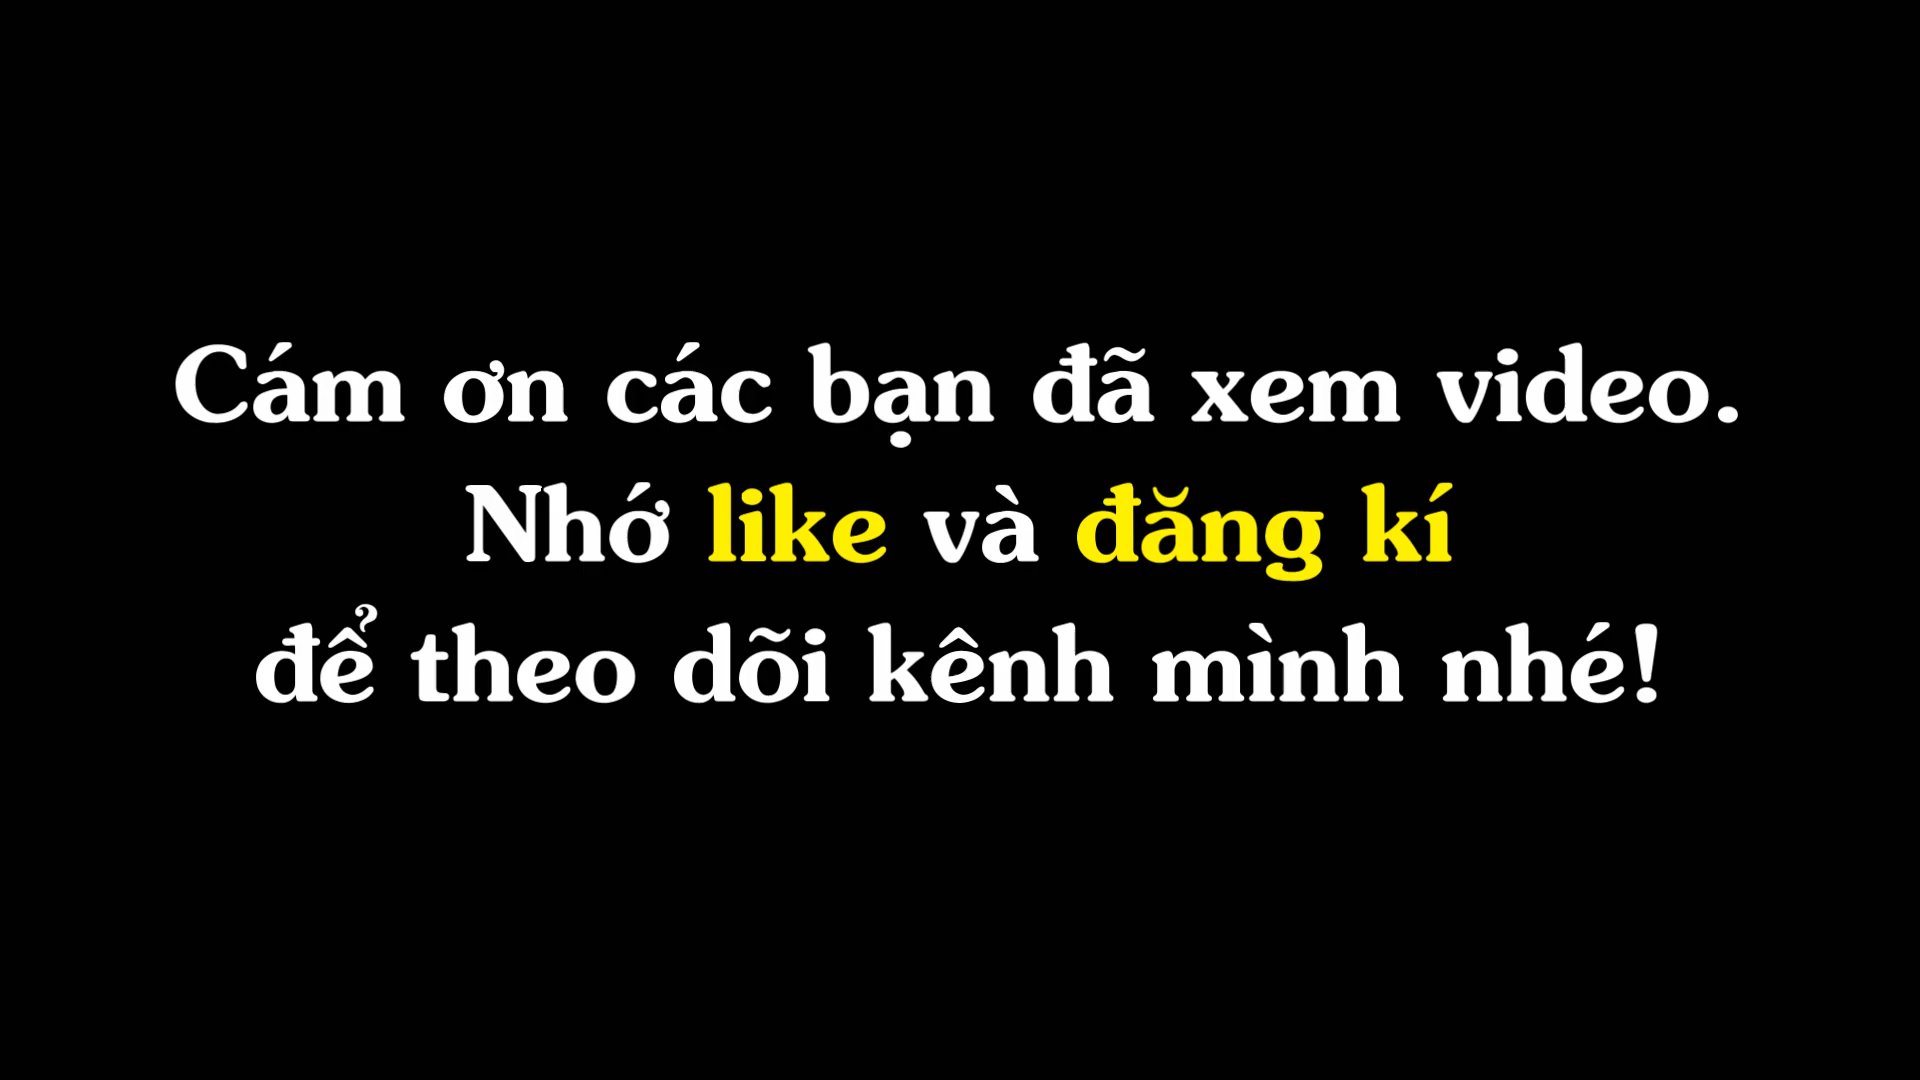 Cám ơn các bạn đã xem video.
Nhớ like và đăng kí
để theo dõi kênh mình nhé!